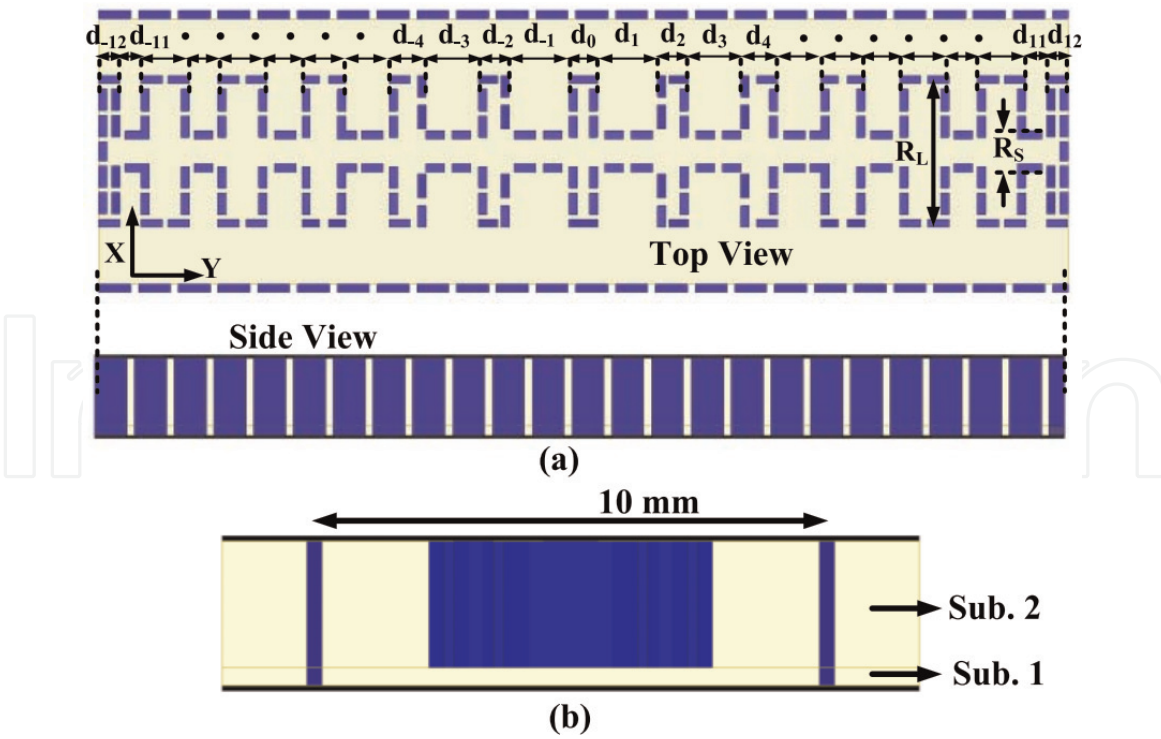 d-12 d-11 • • • • • • d-4 d-3 d-2 d-1 d0 d1 d2 d3 d4 • • • • • • d11 d12
RL
RS
X
Y
Top View
Side View
(a)
10 mm
Sub. 2
Sub. 1
(b)